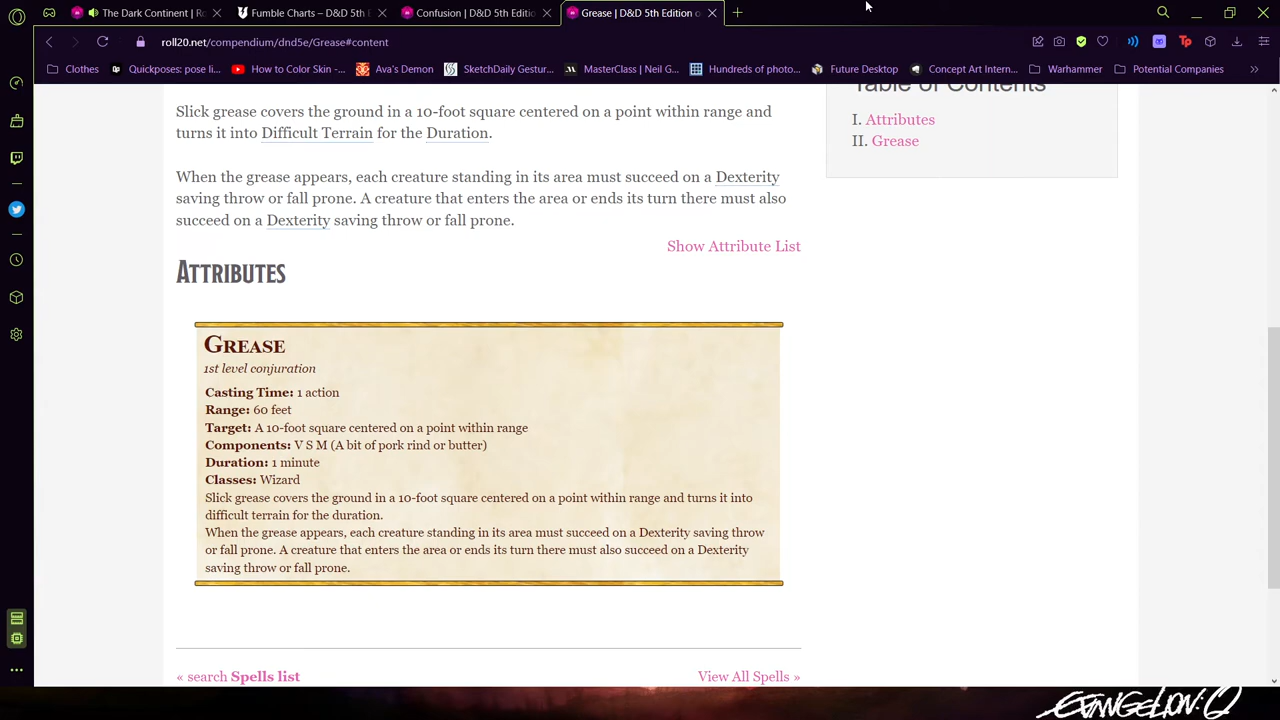 The Dark Continent | Ro
Fumble Charts – D&D 5th E
Confusion | D&D 5th Editio
Grease | D&D 5th Edition o
roll20.net/compendium/dnd5e/Grease#content
Clothes
Quickposes: pose li...
How to Color Skin -...
Ava's Demon
SketchDaily Gestur...
MasterClass | Neil G...
Hundreds of photo...
Future Desktop
Concept Art Intern...
Warhammer
Potential Companies
Table of Contents
I. Attributes
II. Grease
Slick grease covers the ground in a 10-foot square centered on a point within range and
turns it into Difficult Terrain for the Duration.
When the grease appears, each creature standing in its area must succeed on a Dexterity
saving throw or fall prone. A creature that enters the area or ends its turn there must also
succeed on a Dexterity saving throw or fall prone.
Show Attribute List
ATTRIBUTES
GREASE
1st level conjuration
Casting Time: 1 action
Range: 60 feet
Target: A 10-foot square centered on a point within range
Components: V S M (A bit of pork rind or butter)
Duration: 1 minute
Classes: Wizard
Slick grease covers the ground in a 10-foot square centered on a point within range and turns it into
difficult terrain for the duration.
When the grease appears, each creature standing in its area must succeed on a Dexterity saving throw
or fall prone. A creature that enters the area or ends its turn there must also succeed on a Dexterity
saving throw or fall prone.
« search Spells list
View All Spells »
EVANGELION:Q